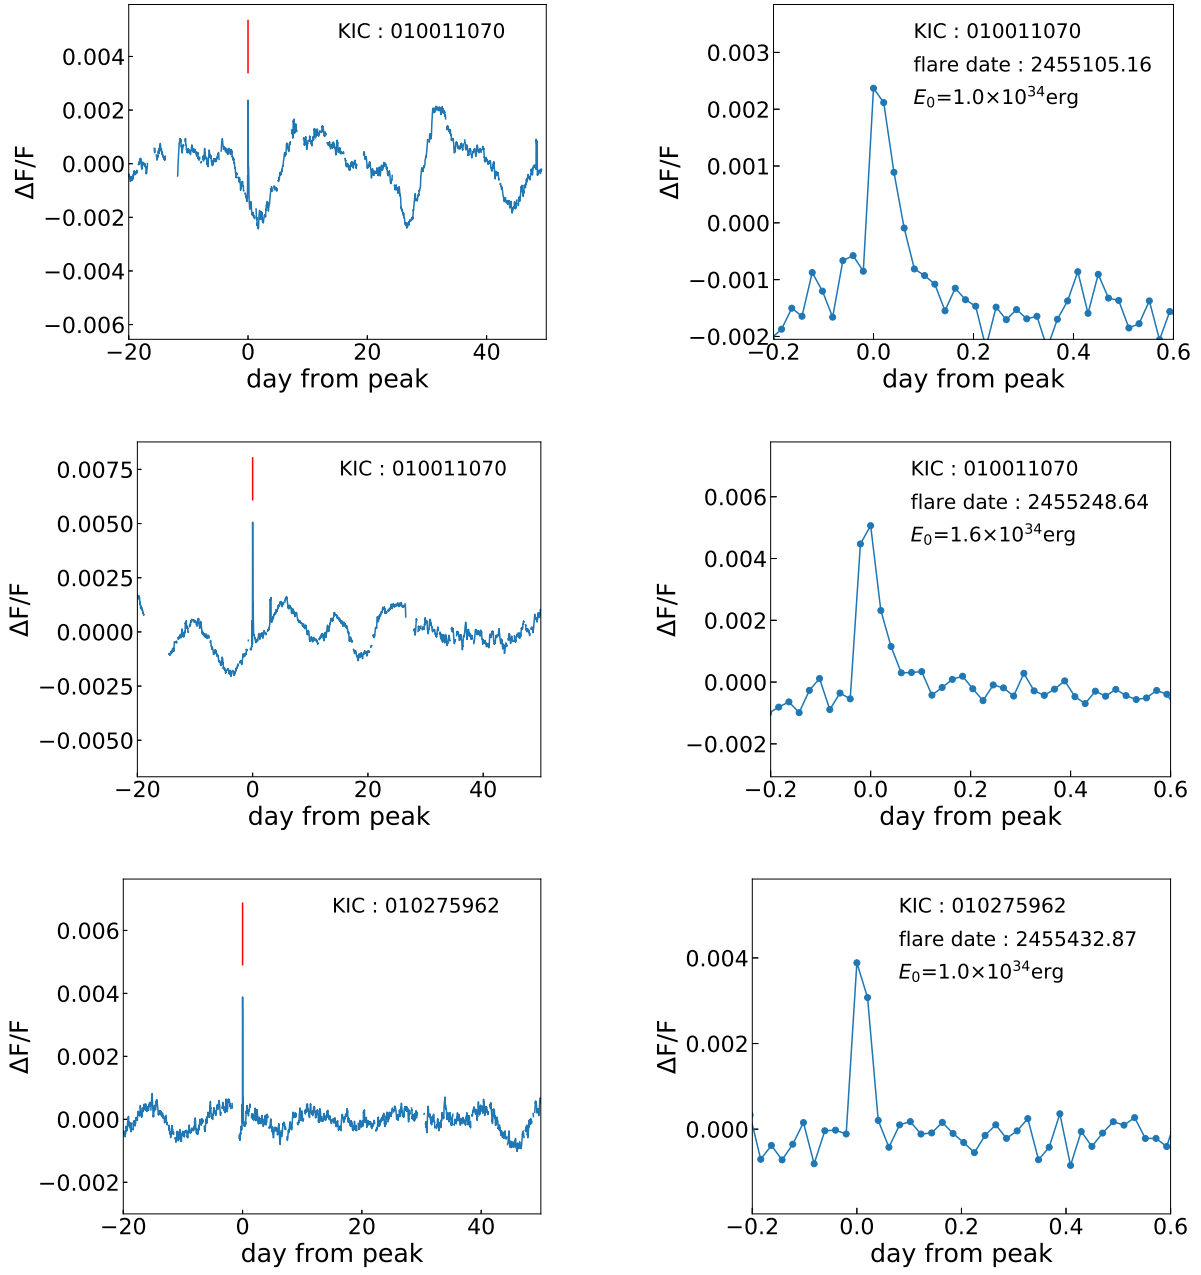 KIC : 010011070
0.004
0.002
0.000
−0.002
−0.004
−0.006
ΔF/F
−20 0 20 40
day from peak
KIC : 010011070
flare date : 2455105.16
E₀=1.0×10³⁴erg
0.003
0.002
0.001
0.000
−0.001
−0.002
ΔF/F
−0.2 0.0 0.2 0.4 0.6
day from peak
KIC : 010011070
0.0075
0.0050
0.0025
0.0000
−0.0025
−0.0050
ΔF/F
−20 0 20 40
day from peak
KIC : 010011070
flare date : 2455248.64
E₀=1.6×10³⁴erg
0.006
0.004
0.002
0.000
−0.002
ΔF/F
−0.2 0.0 0.2 0.4 0.6
day from peak
KIC : 010275962
0.006
0.004
0.002
0.000
−0.002
ΔF/F
−20 0 20 40
day from peak
KIC : 010275962
flare date : 2455432.87
E₀=1.0×10³⁴erg
0.004
0.002
0.000
ΔF/F
−0.2 0.0 0.2 0.4 0.6
day from peak